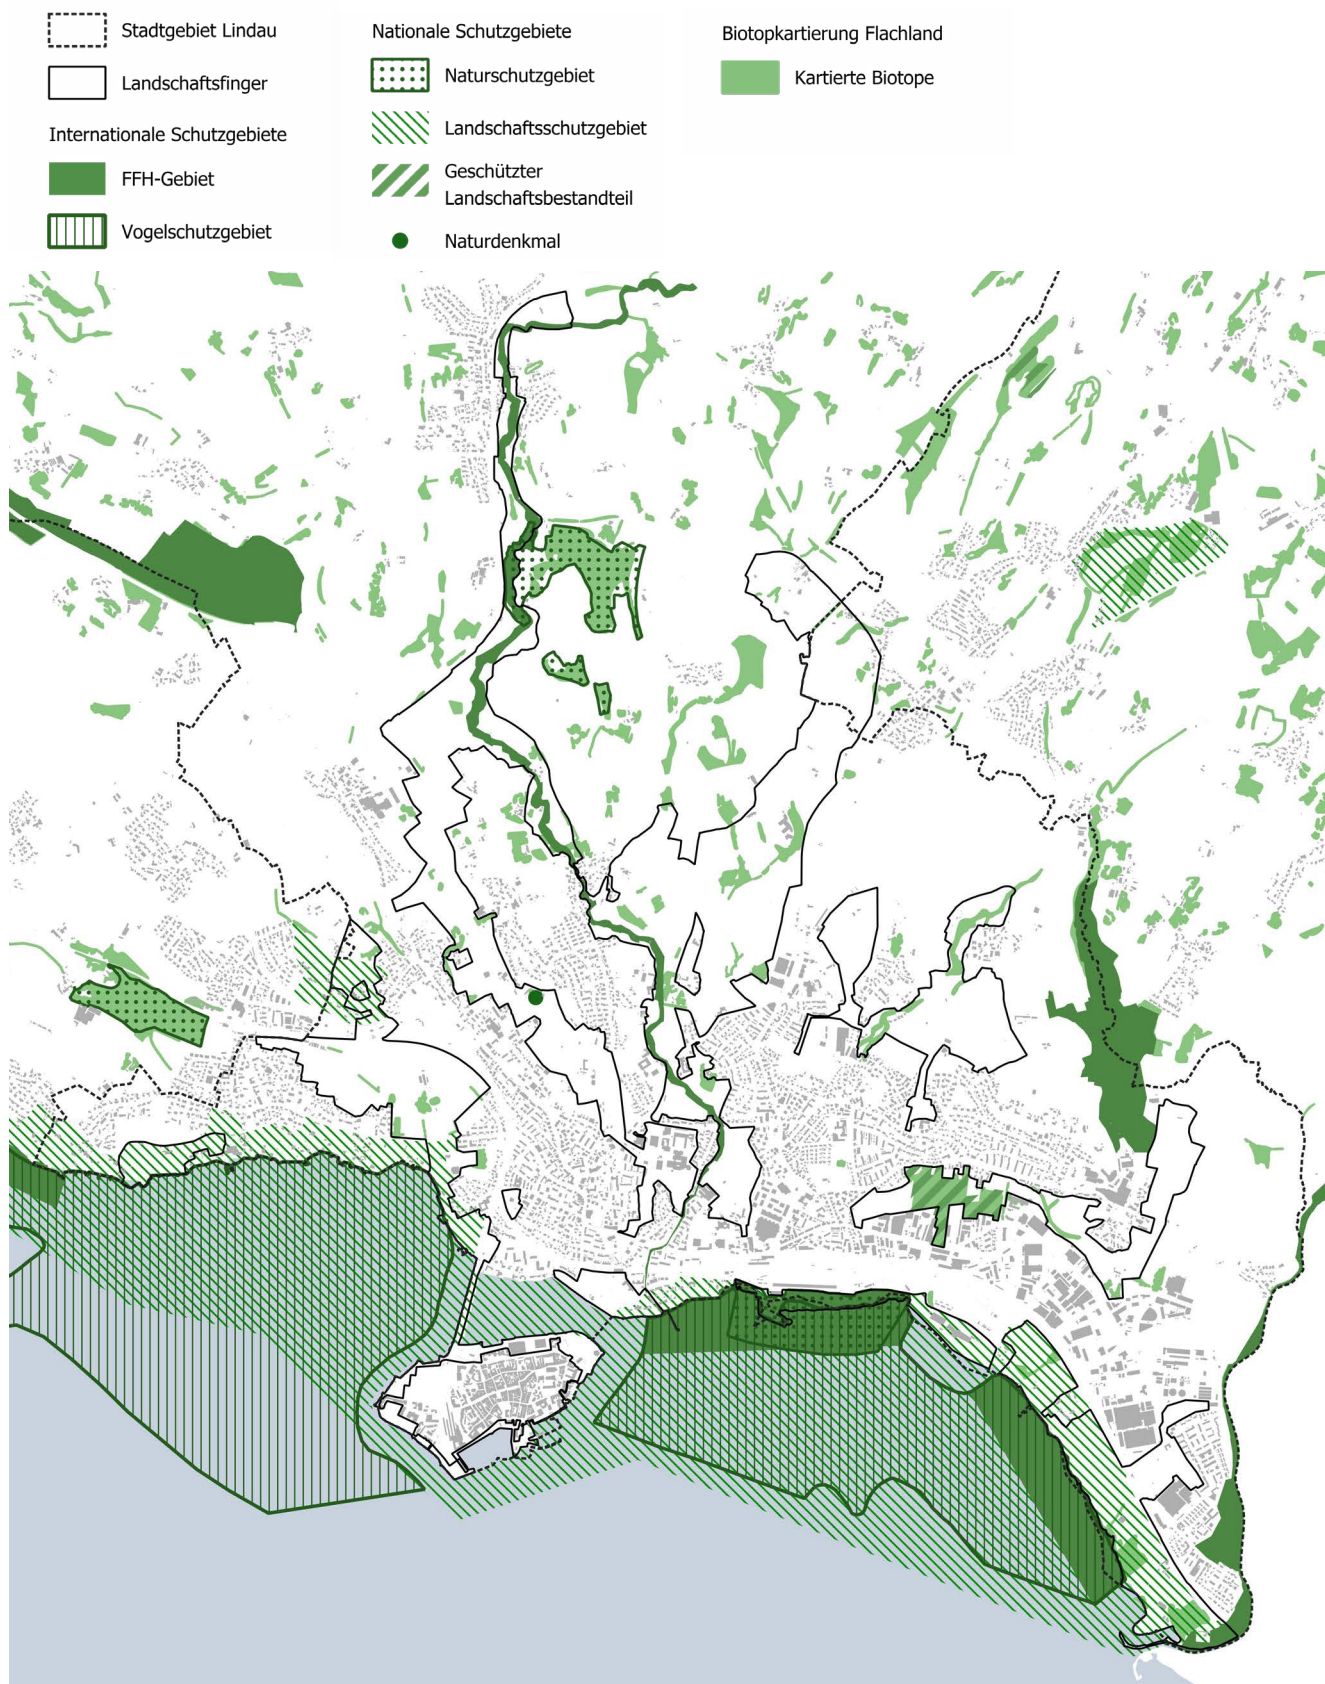 Stadtgebiet Lindau
Landschaftsfinger
Internationale Schutzgebiete
FFH-Gebiet
Vogelschutzgebiet
Nationale Schutzgebiete
Naturschutzgebiet
Landschaftsschutzgebiet
Geschützter
Landschaftsbestandteil
Naturdenkmal
Biotopkartierung Flachland
Kartierte Biotope